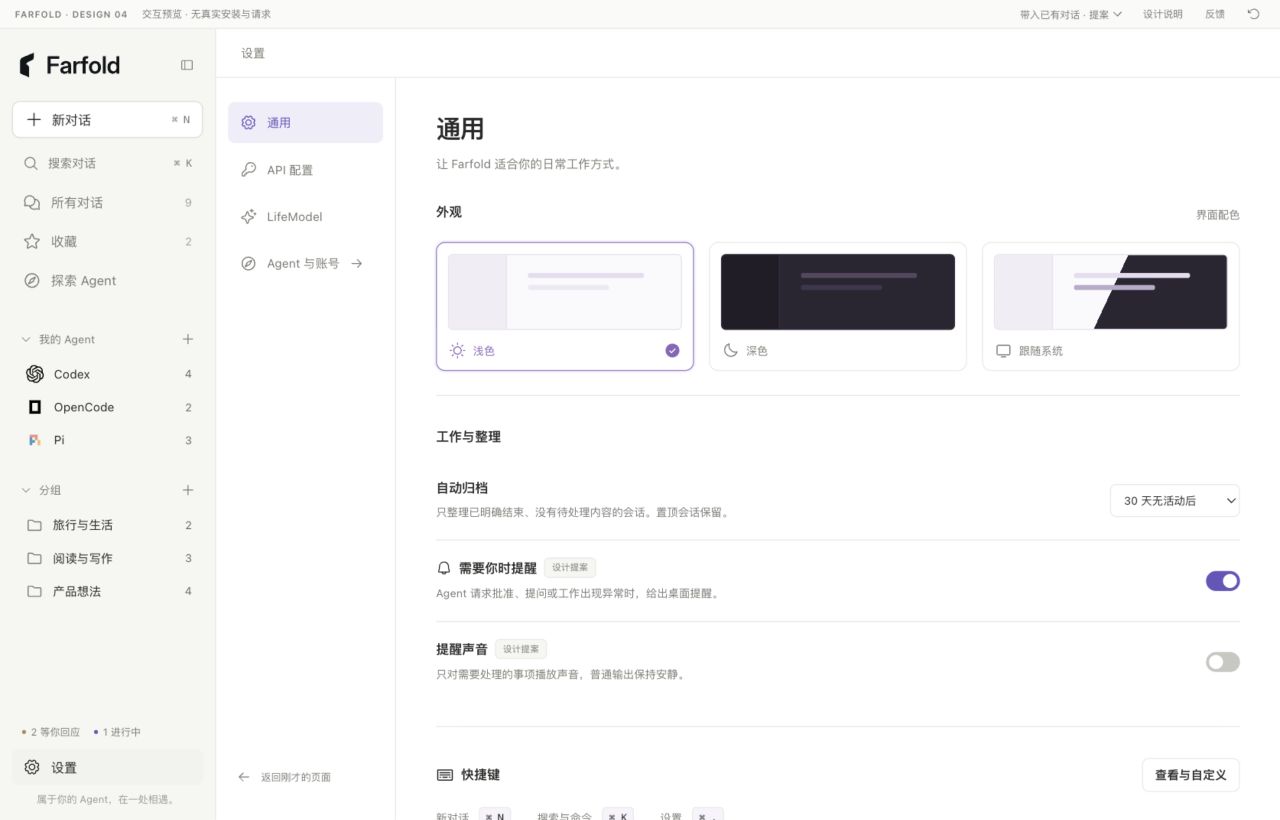 FARFOLD · DESIGN 04 交互预览 · 无真实安装与请求
带入已有对话 · 提案 设计说明 反馈
Farfold
新对话 ⌘ N
搜索对话 ⌘ K
所有对话 9
收藏 2
探索 Agent
我的 Agent
Codex 4
OpenCode 2
Pi 3
分组
旅行与生活 2
阅读与写作 3
产品想法 4
2 等你回应 1 进行中
设置
属于你的 Agent，在一处相遇。
设置
通用
API 配置
LifeModel
Agent 与账号
返回刚才的页面
通用
让 Farfold 适合你的日常工作方式。
外观 界面配色
浅色
深色
跟随系统
工作与整理
自动归档
只整理已明确结束、没有待处理内容的会话。置顶会话保留。
30 天无活动后
需要你时提醒 设计提案
Agent 请求批准、提问或工作出现异常时，给出桌面提醒。
提醒声音 设计提案
只对需要处理的事项播放声音，普通输出保持安静。
快捷键
查看与自定义
新对话 ⌘ N 搜索与命令 ⌘ K 设置 ⌘ ,